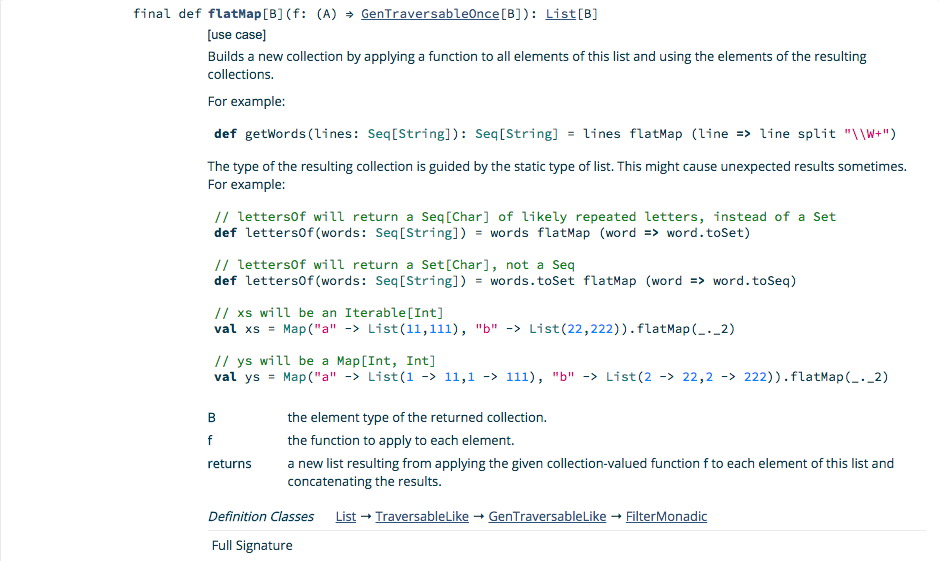 final def flatMap[B](f: (A) ⇒ GenTraversableOnce[B]): List[B]
[use case]
Builds a new collection by applying a function to all elements of this list and using the elements of the resulting
collections.
For example:
def getWords(lines: Seq[String]): Seq[String] = lines flatMap (line => line split "\\W+")
The type of the resulting collection is guided by the static type of list. This might cause unexpected results sometimes.
For example:
// lettersOf will return a Seq[Char] of likely repeated letters, instead of a Set
def lettersOf(words: Seq[String]) = words flatMap (word => word.toSet)
// lettersOf will return a Set[Char], not a Seq
def lettersOf(words: Seq[String]) = words.toSet flatMap (word => word.toSeq)
// xs will be an Iterable[Int]
val xs = Map("a" -> List(11,111), "b" -> List(22,222)).flatMap(_._2)
// ys will be a Map[Int, Int]
val ys = Map("a" -> List(1 -> 11,1 -> 111), "b" -> List(2 -> 22,2 -> 222)).flatMap(_._2)
B the element type of the returned collection.
f the function to apply to each element.
returns a new list resulting from applying the given collection-valued function f to each element of this list and
concatenating the results.
Definition Classes List → TraversableLike → GenTraversableLike → FilterMonadic
Full Signature